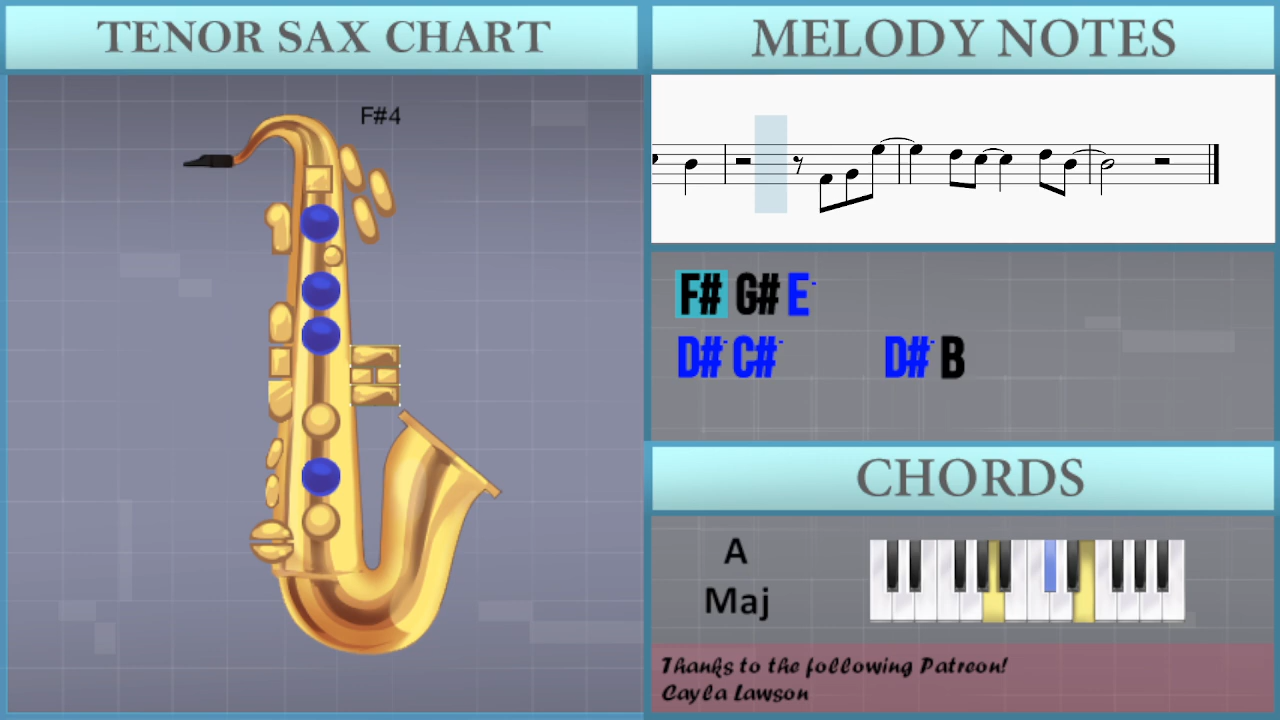 TENOR SAX CHART
F#4
MELODY NOTES
F# G# E-
D#- C#- D#- B
CHORDS
A
Maj
Thanks to the following Patreon!
Cayla Lawson